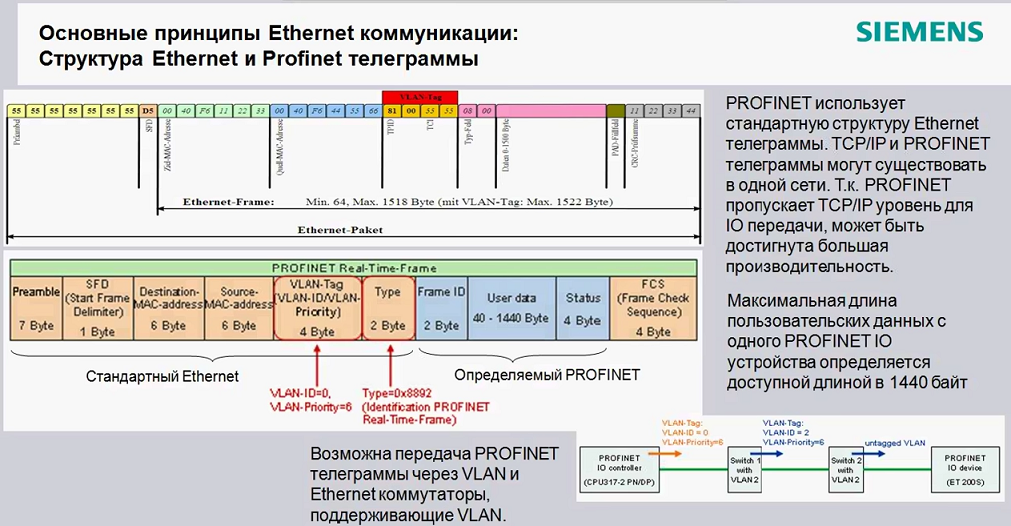 Основные принципы Ethernet коммуникации:
Структура Ethernet и Profinet телеграммы
SIEMENS
VLAN-Tag
55 55 55 55 55 55 55 D5 00 40 F6 11 22 33 00 40 F6 44 55 66 81 00 55 55 08 00 11 22 33 44
Präambel
SFD
Ziel-MAC-Adresse
Quell-MAC-Adresse
TPID
TCI
Typ-Feld
Daten 0-1500 Byte
PAD-Füllfeld
CRC-Prüfsumme
Ethernet-Frame: Min. 64, Max. 1518 Byte (mit VLAN-Tag: Max. 1522 Byte)
Ethernet-Paket
PROFINET использует
стандартную структуру Ethernet
телеграммы. TCP/IP и PROFINET
телеграммы могут существовать
в одной сети. Т.к. PROFINET
пропускает TCP/IP уровень для
IO передачи, может быть
достигнута большая
производительность.
Максимальная длина
пользовательских данных с
одного PROFINET IO
устройства определяется
доступной длиной в 1440 байт
PROFINET Real-Time-Frame
Preamble
7 Byte
SFD
(Start Frame
Delimiter)
1 Byte
Destination-
MAC-address
6 Byte
Source-
MAC-address
6 Byte
VLAN-Tag
(VLAN-ID/VLAN-
Priority)
4 Byte
Type
2 Byte
Frame ID
2 Byte
User data
40 - 1440 Byte
Status
4 Byte
FCS
(Frame Check
Sequence)
4 Byte
Стандартный Ethernet
Определяемый PROFINET
VLAN-ID=0,
VLAN-Priority=6
Type=0x8892
(Identification PROFINET
Real-Time-Frame)
Возможна передача PROFINET
телеграммы через VLAN и
Ethernet коммутаторы,
поддерживающие VLAN.
VLAN-Tag:
VLAN-ID = 0
VLAN-Priority=6
VLAN-Tag:
VLAN-ID = 2
VLAN-Priority=6
untagged VLAN
PROFINET
IO controller
(CPU317-2 PN/DP)
Switch 1
with
VLAN 2
Switch 2
with
VLAN 2
PROFINET
IO device
(ET 200S)